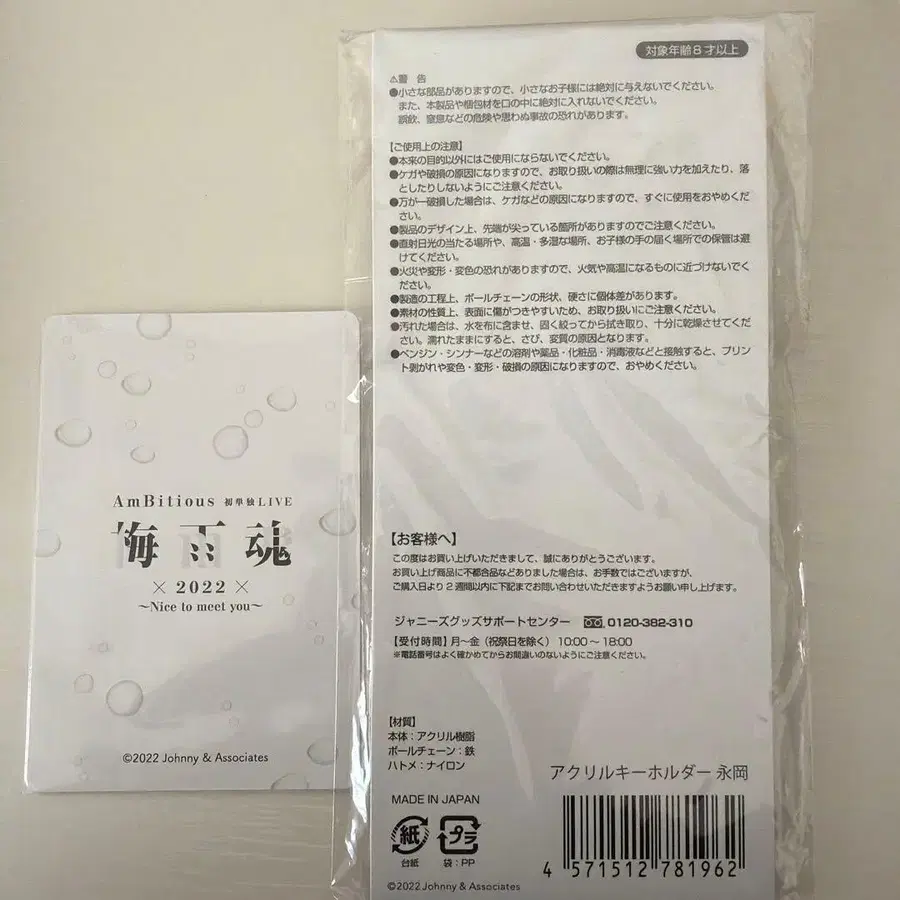 AmBitious 初単独LIVE
梅雨魂
× 2022 ×
～Nice to meet you～
©2022 Johnny & Associates
対象年齢8才以上
⚠警 告
●小さな部品がありますので、小さなお子様には絶対に与えないでください。
また、本製品や梱包材を口の中に絶対に入れないでください。
誤飲、窒息などの危険や思わぬ事故の恐れがあります。
【ご使用上の注意】
●本来の目的以外にはご使用にならないでください。
●ケガや破損の原因になりますので、お取り扱いの際は無理に強い力を加えたり、落
としたりしないようにご注意ください。
●万が一破損した場合は、ケガなどの原因になりますので、すぐに使用をおやめくだ
さい。
●製品のデザイン上、先端が尖っている箇所がありますのでご注意ください。
●直射日光の当たる場所や、高温・多湿な場所、お子様の手の届く場所での保管は避
けてください。
●火災や変形・変色の恐れがありますので、火気や高温になるものに近づけないでく
ださい。
●製造の工程上、ボールチェーンの形状、硬さに個体差があります。
●素材の性質上、表面に傷がつきやすいため、お取り扱いにご注意ください。
●汚れた場合は、水を布に含ませ、固く絞ってから拭き取り、十分に乾燥させてくだ
さい。濡れたままにすると、さび、変質の原因となります。
●ベンジン・シンナーなどの溶剤や薬品・化粧品・消毒液などと接触すると、プリン
ト剥がれや変色・変形・破損の原因になりますので、おやめください。
【お客様へ】
この度はお買い上げいただきまして、誠にありがとうございます。
お買い上げ商品に不都合品などありました場合は、お手数ではございますが、
ご購入日より2週間以内に下記までお問い合わせいただきますようお願い申し上げます。
ジャニーズグッズサポートセンター 0120-382-310
【受付時間】月～金（祝祭日を除く）10:00～18:00
※電話番号はよく確かめてからお間違いのないようにご注意ください。
【材質】
本体：アクリル樹脂
ボールチェーン：鉄
ハトメ：ナイロン
アクリルキーホルダー 永岡
MADE IN JAPAN
紙 プラ
台紙 袋：PP
4 571512 781962
©2022 Johnny & Associates